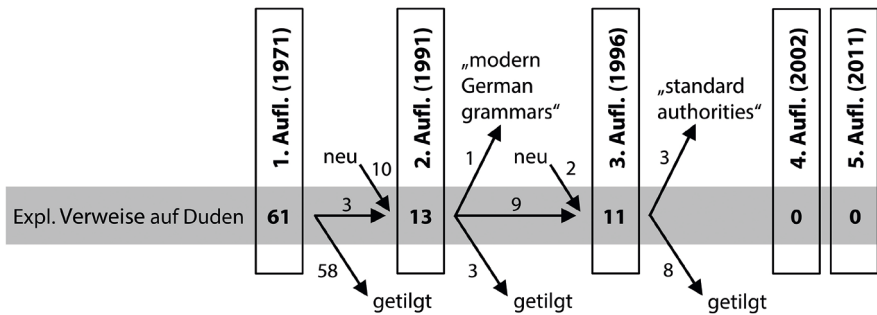 1. Aufl. (1971)
2. Aufl. (1991)
„modern
German
grammars“
3. Aufl. (1996)
„standard
authorities“
4. Aufl. (2002)
5. Aufl. (2011)
neu
10
1
neu
2
3
Expl. Verweise auf Duden
61
3
13
9
11
0
0
58
getilgt
3
getilgt
8
getilgt